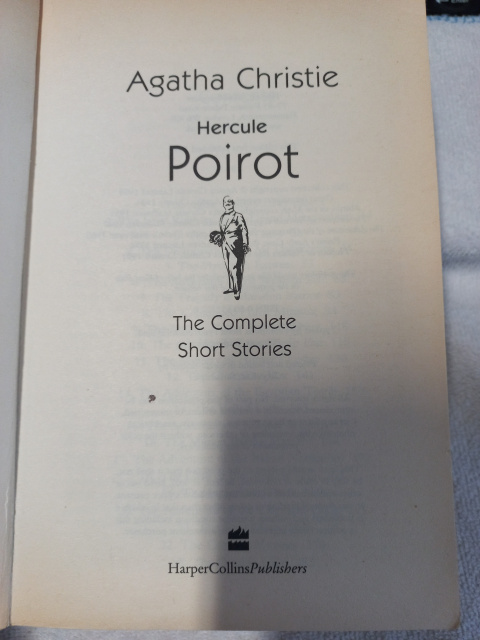 Agatha Christie
Hercule
Poirot
The Complete
Short Stories
HarperCollinsPublishers